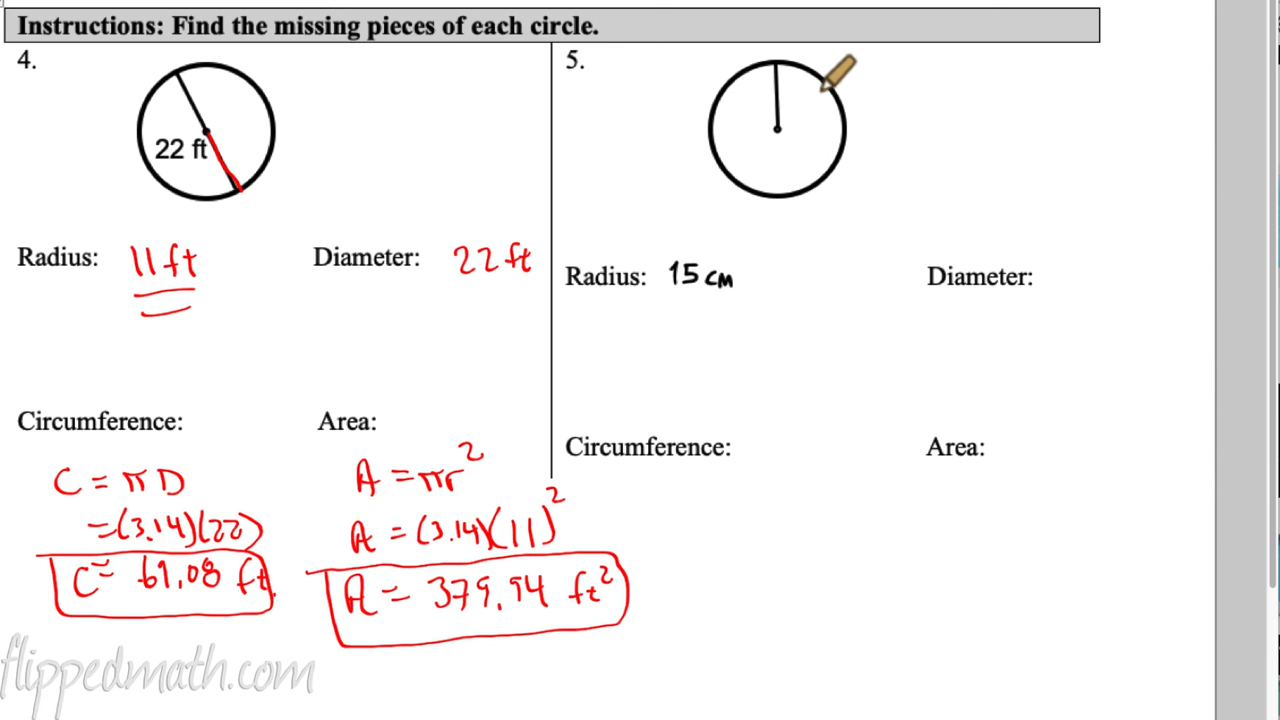 Instructions: Find the missing pieces of each circle.
4.
22 ft
Radius: 11 ft
Diameter: 22 ft
Circumference:
C = π D
= (3.14)(22)
C = 69.08 ft.
Area:
A = πr²
A = (3.14)(11)²
A = 379.94 ft²
5.
Radius: 15 cm
Diameter:
Circumference:
Area:
flippedmath.com